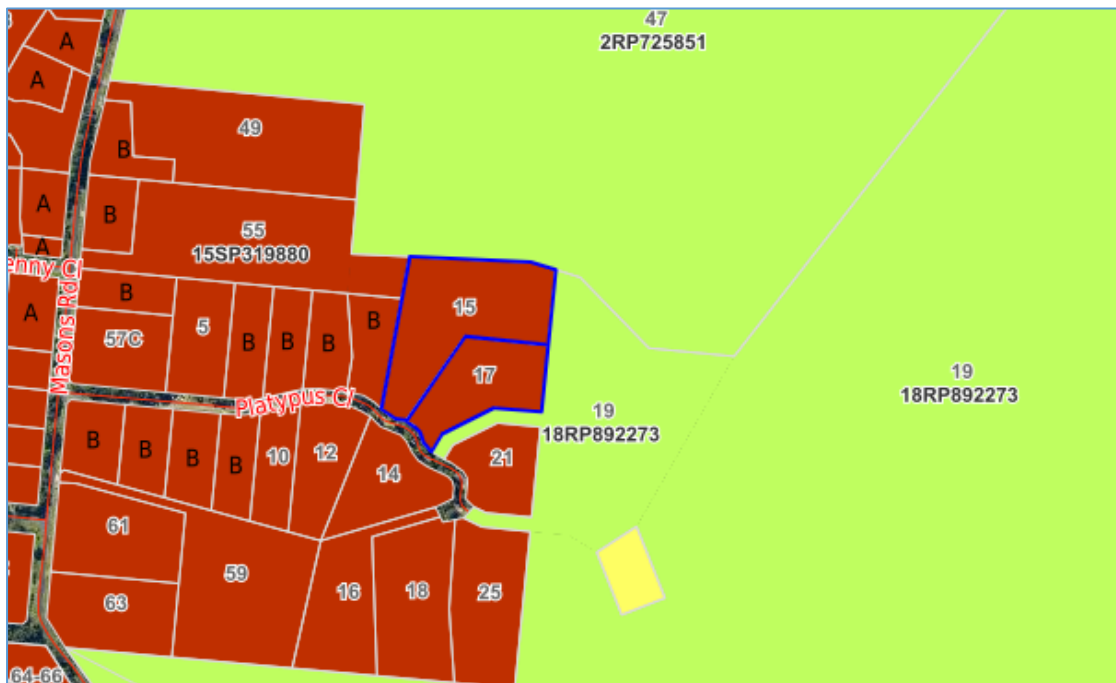 47
2RP725851
A
A
49
B
A
B
55
15SP319880
A
enny Cl
B
15
A
Masons Rd
57C
5
B
B
B
B
17
19
18RP892273
Platypus Cl
19
18RP892273
B
B
B
B
10
12
14
21
61
59
16
18
25
63
64-66